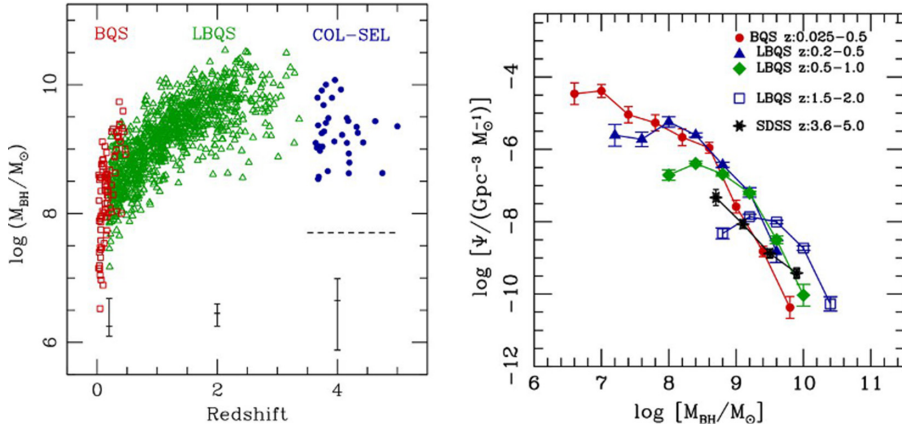 BQS LBQS COL-SEL
log (M_BH/M_⊙)
10
8
6
0 2 4
Redshift
log [Ψ/(Gpc⁻³ M_⊙⁻¹)]
BQS z:0.025−0.5
LBQS z:0.2−0.5
LBQS z:0.5−1.0
LBQS z:1.5−2.0
SDSS z:3.6−5.0
−4
−6
−8
−10
−12
6 7 8 9 10 11
log [M_BH/M_⊙]